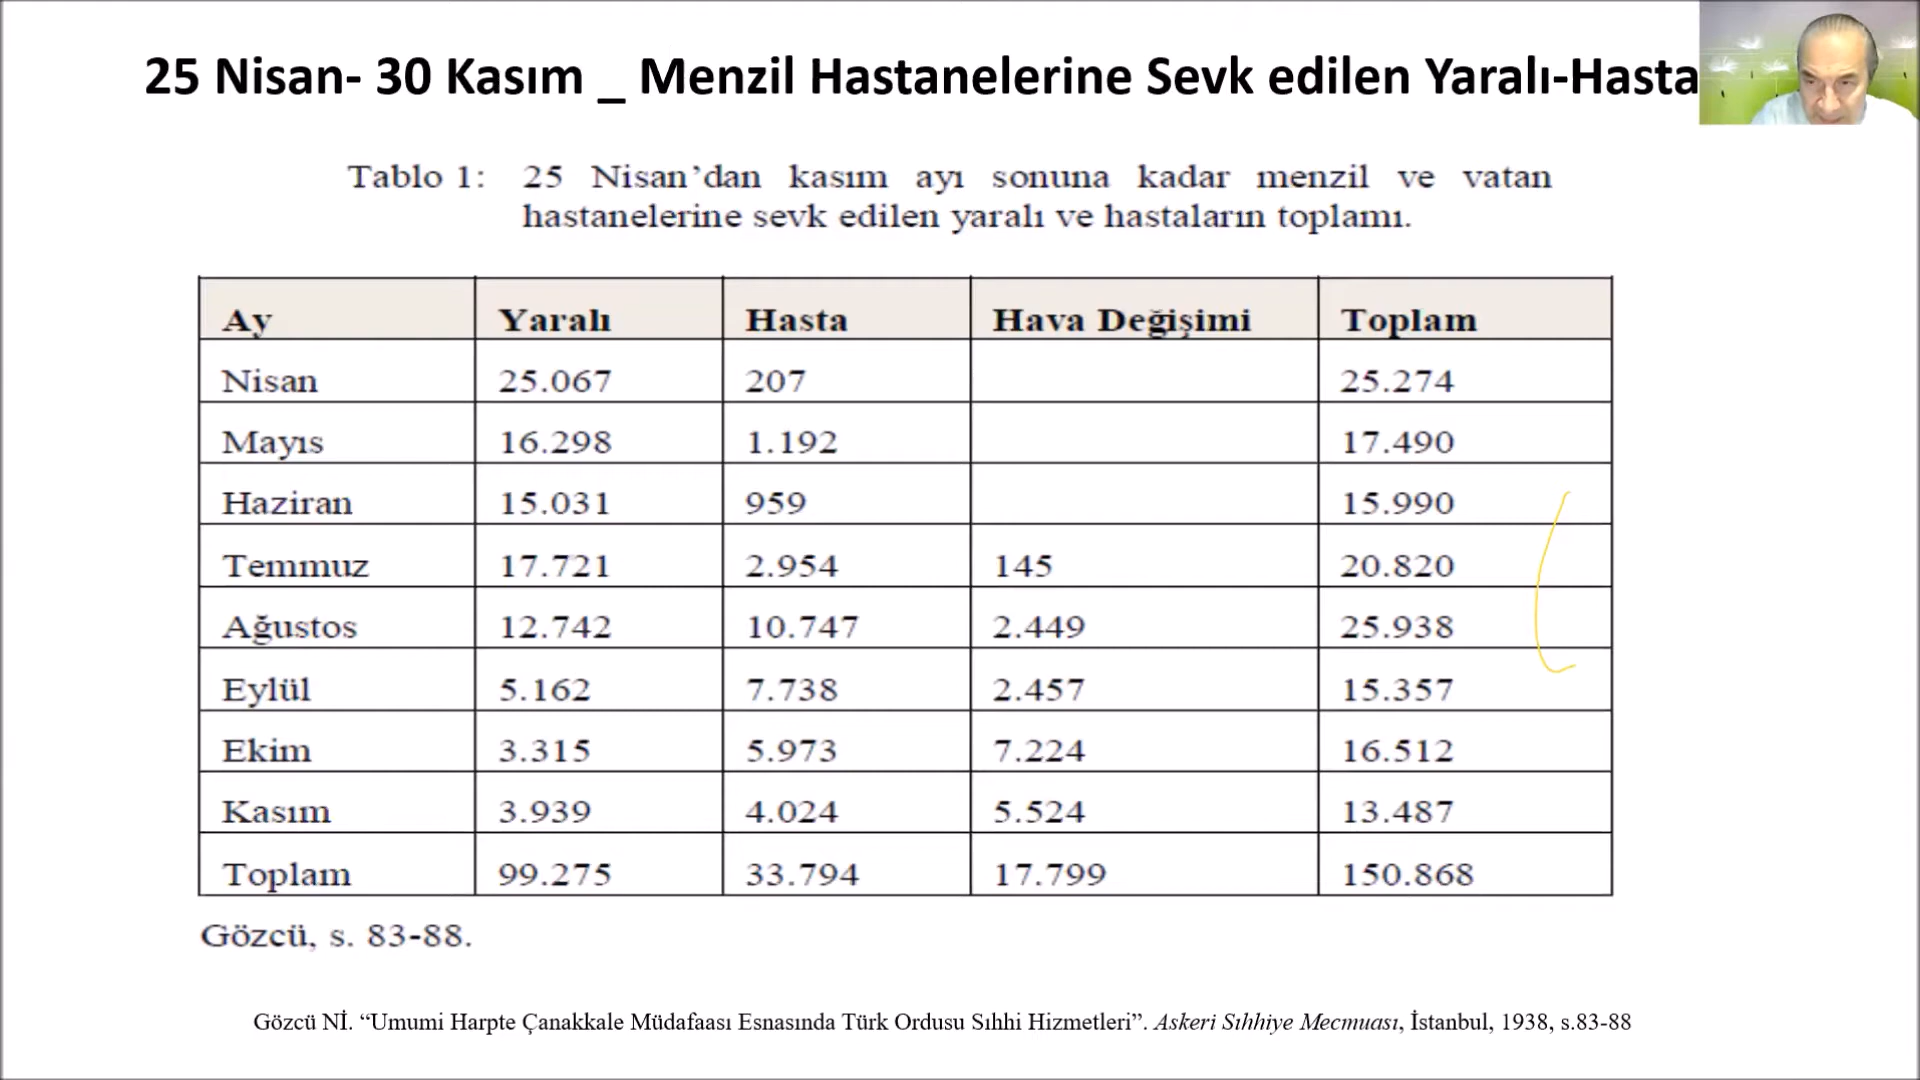 25 Nisan- 30 Kasım _ Menzil Hastanelerine Sevk edilen Yaralı-Hasta
Tablo 1: 25 Nisan’dan kasım ayı sonuna kadar menzil ve vatan
hastanelerine sevk edilen yaralı ve hastaların toplamı.
Ay Yaralı Hasta Hava Değişimi Toplam
Nisan 25.067 207 25.274
Mayıs 16.298 1.192 17.490
Haziran 15.031 959 15.990
Temmuz 17.721 2.954 145 20.820
Ağustos 12.742 10.747 2.449 25.938
Eylül 5.162 7.738 2.457 15.357
Ekim 3.315 5.973 7.224 16.512
Kasım 3.939 4.024 5.524 13.487
Toplam 99.275 33.794 17.799 150.868
Gözcü, s. 83-88.
Gözcü Nİ. “Umumi Harpte Çanakkale Müdafaası Esnasında Türk Ordusu Sıhhi Hizmetleri”. Askeri Sıhhiye Mecmuası, İstanbul, 1938, s.83-88